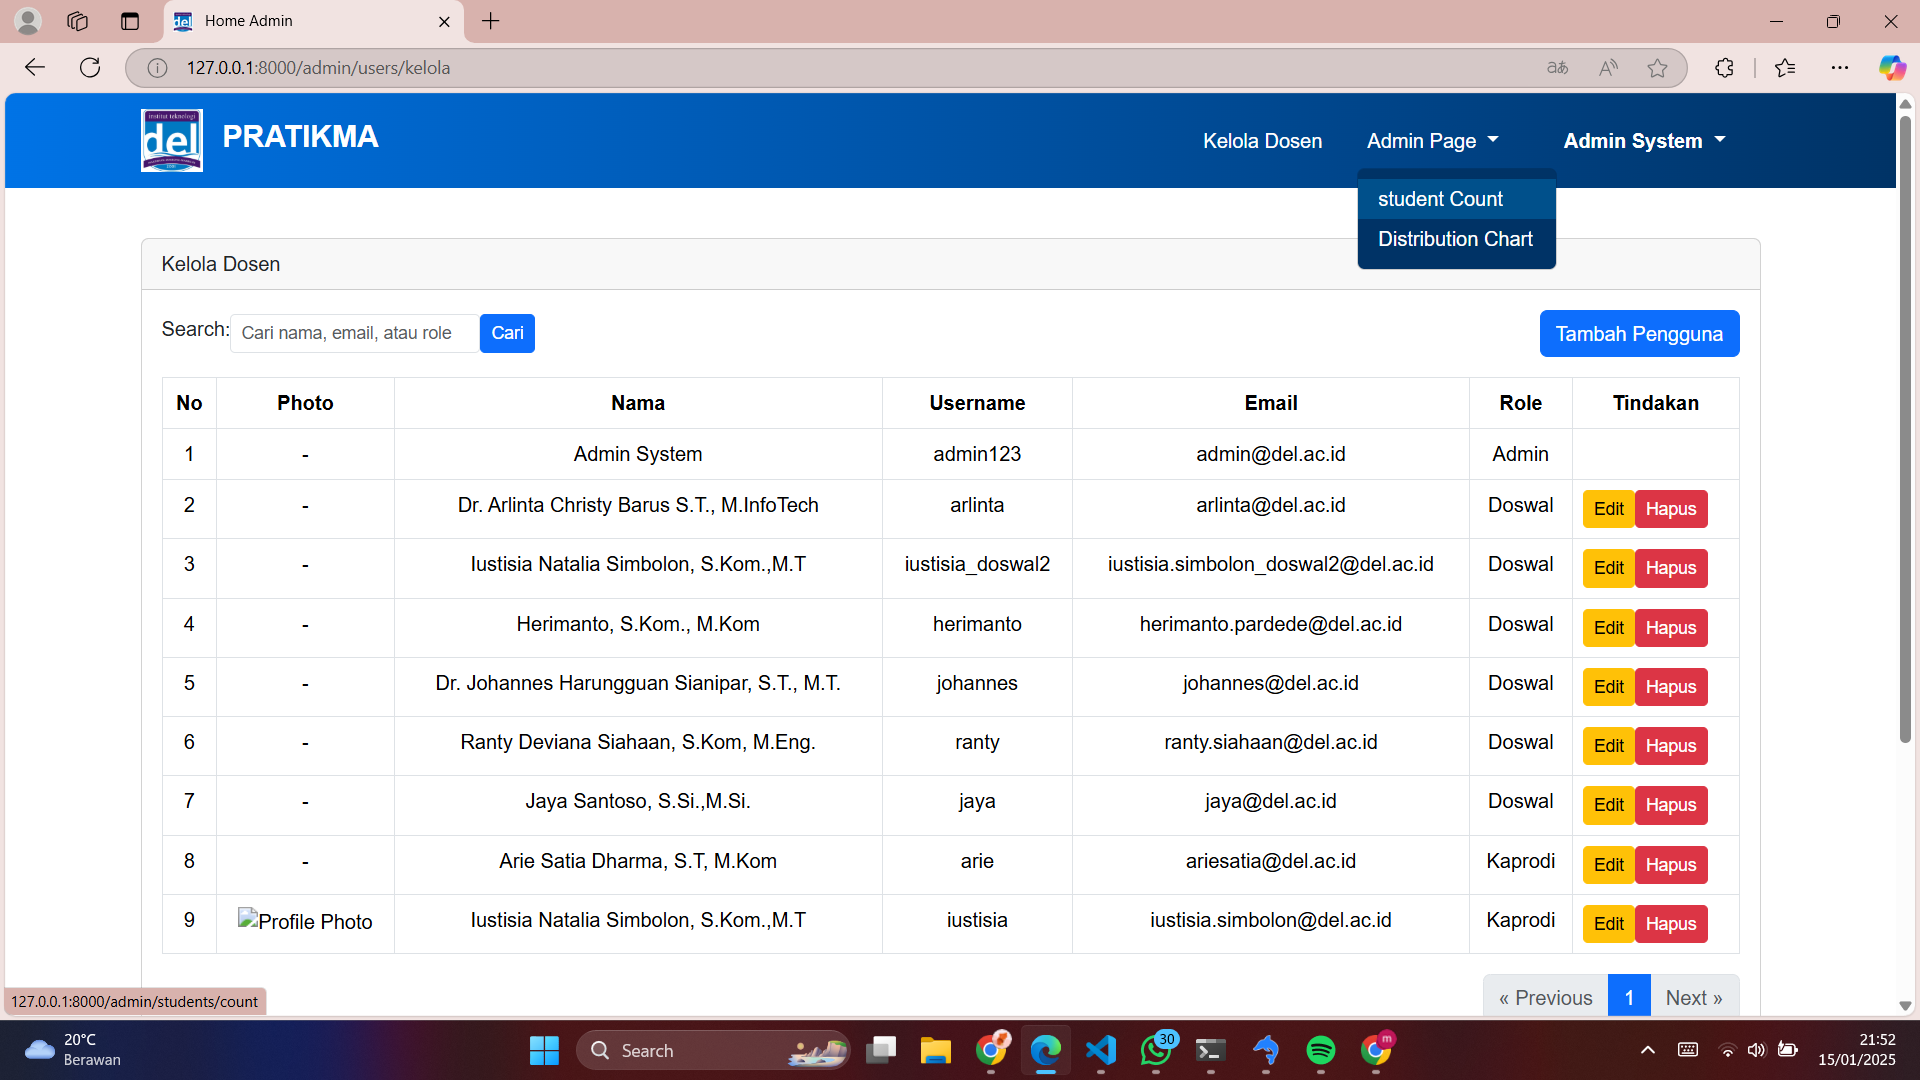 Home Admin
127.0.0.1:8000/admin/users/kelola
institut teknologi
del
PRATIKMA
Kelola Dosen
Admin Page
Admin System
student Count
Distribution Chart
Kelola Dosen
Search: Cari nama, email, atau role Cari
Tambah Pengguna
No Photo Nama Username Email Role Tindakan
1 - Admin System admin123 admin@del.ac.id Admin
2 - Dr. Arlinta Christy Barus S.T., M.InfoTech arlinta arlinta@del.ac.id Doswal Edit Hapus
3 - Iustisia Natalia Simbolon, S.Kom.,M.T iustisia_doswal2 iustisia.simbolon_doswal2@del.ac.id Doswal Edit Hapus
4 - Herimanto, S.Kom., M.Kom herimanto herimanto.pardede@del.ac.id Doswal Edit Hapus
5 - Dr. Johannes Harungguan Sianipar, S.T., M.T. johannes johannes@del.ac.id Doswal Edit Hapus
6 - Ranty Deviana Siahaan, S.Kom, M.Eng. ranty ranty.siahaan@del.ac.id Doswal Edit Hapus
7 - Jaya Santoso, S.Si.,M.Si. jaya jaya@del.ac.id Doswal Edit Hapus
8 - Arie Satia Dharma, S.T, M.Kom arie ariesatia@del.ac.id Kaprodi Edit Hapus
9 Profile Photo Iustisia Natalia Simbolon, S.Kom.,M.T iustisia iustisia.simbolon@del.ac.id Kaprodi Edit Hapus
« Previous 1 Next »
127.0.0.1:8000/admin/students/count
20°C
Berawan
Search
30
m
21:52
15/01/2025